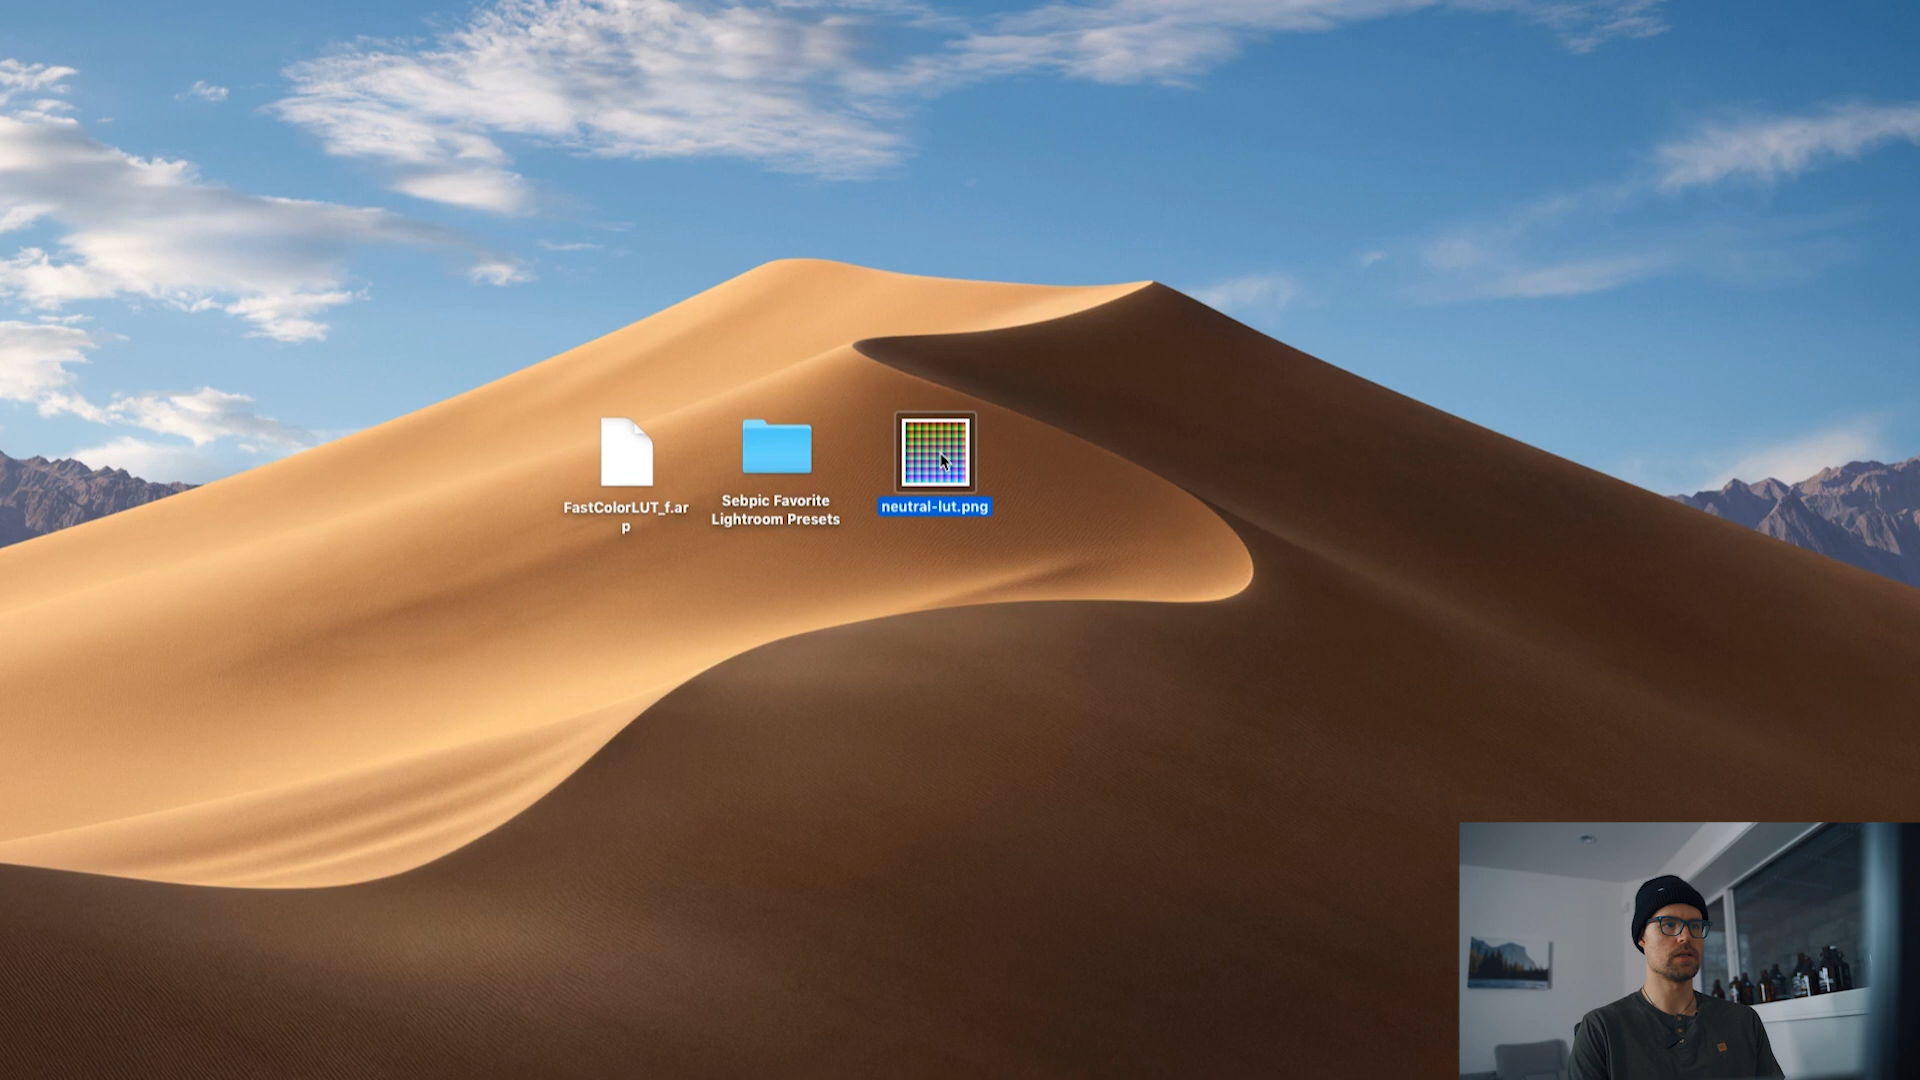 FastColorLUT_f.ar
p
Sebpic Favorite
Lightroom Presets
neutral-lut.png